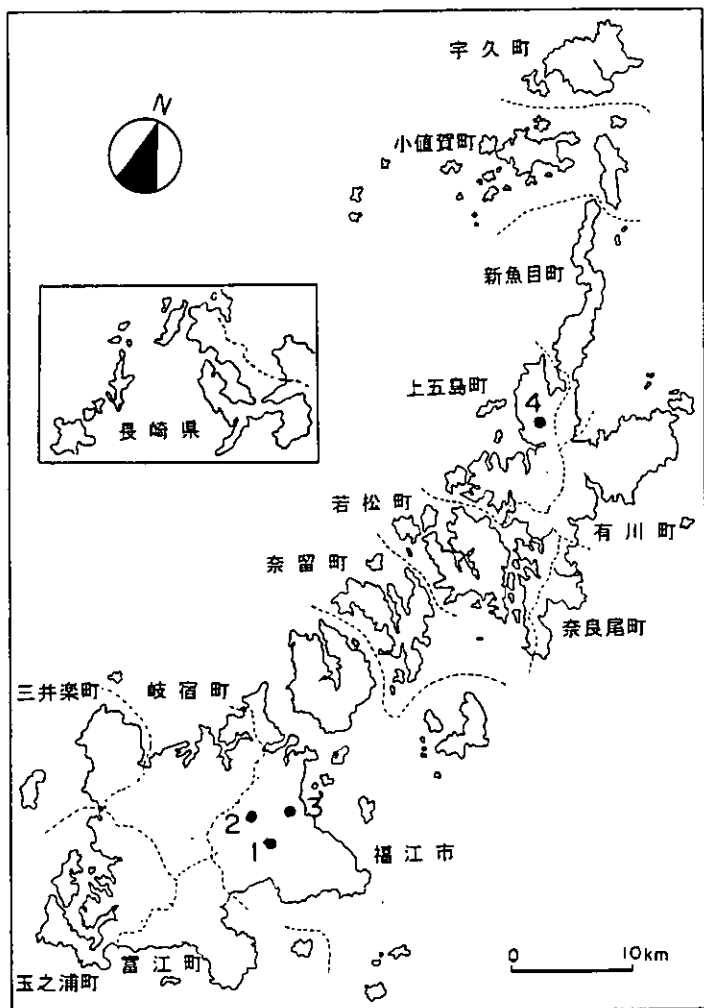 宇久町
N
小値賀町
新魚目町
上五島町
4
長崎県
若松町
有川町
奈留町
奈良尾町
三井楽町
岐宿町
2
3
1
福江市
富江町
玉之浦町
0 10km